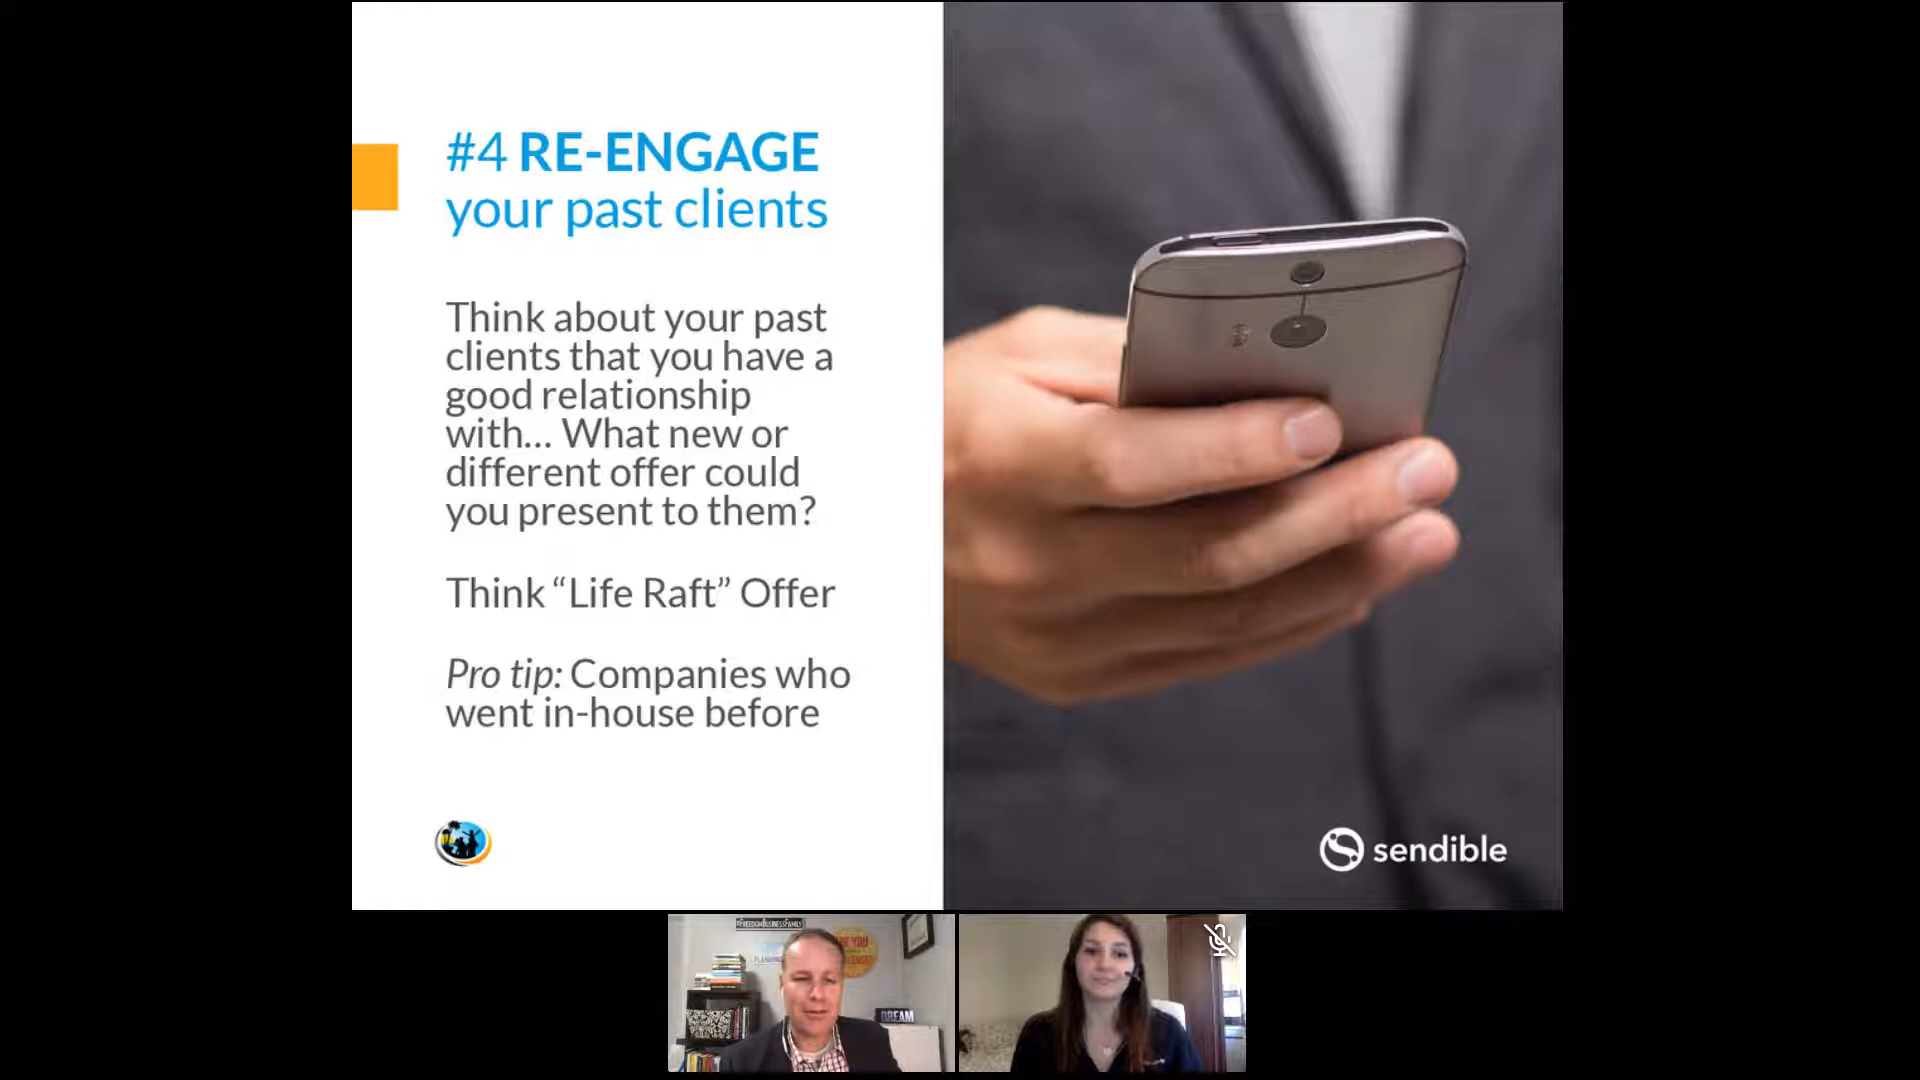 #4 RE-ENGAGE
your past clients
Think about your past
clients that you have a
good relationship
with... What new or
different offer could
you present to them?
Think “Life Raft” Offer
Pro tip: Companies who
went in-house before
sendible
#FREEDOMBUSINESSFAMILY
DREAM